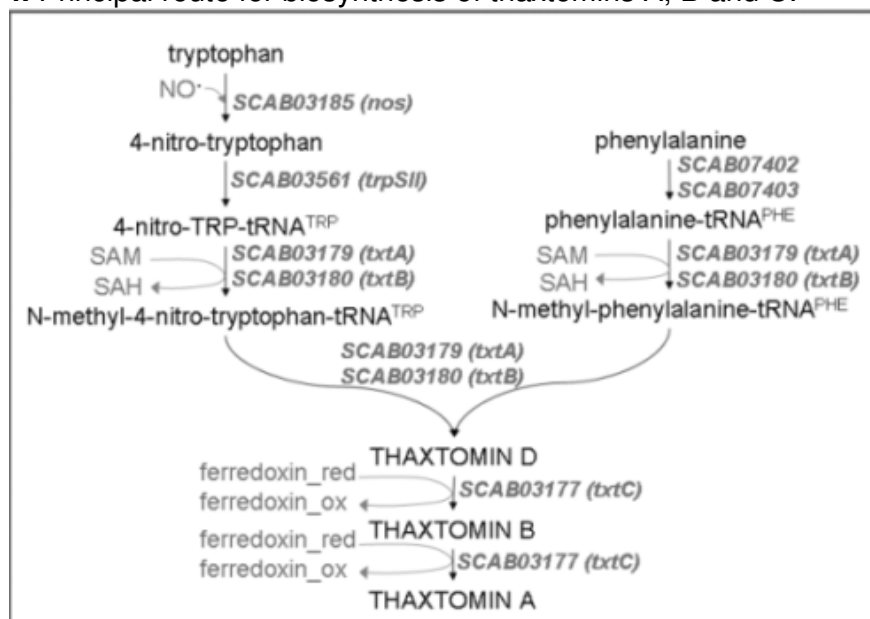 tryptophan
NO·
SCAB03185 (nos)
4-nitro-tryptophan
SCAB03561 (trpSII)
4-nitro-TRP-tRNATRP
SAM
SCAB03179 (txtA)
SAH
SCAB03180 (txtB)
N-methyl-4-nitro-tryptophan-tRNATRP
phenylalanine
SCAB07402
SCAB07403
phenylalanine-tRNAPHE
SAM
SCAB03179 (txtA)
SAH
SCAB03180 (txtB)
N-methyl-phenylalanine-tRNAPHE
SCAB03179 (txtA)
SCAB03180 (txtB)
THAXTOMIN D
ferredoxin_red
SCAB03177 (txtC)
ferredoxin_ox
THAXTOMIN B
ferredoxin_red
SCAB03177 (txtC)
ferredoxin_ox
THAXTOMIN A